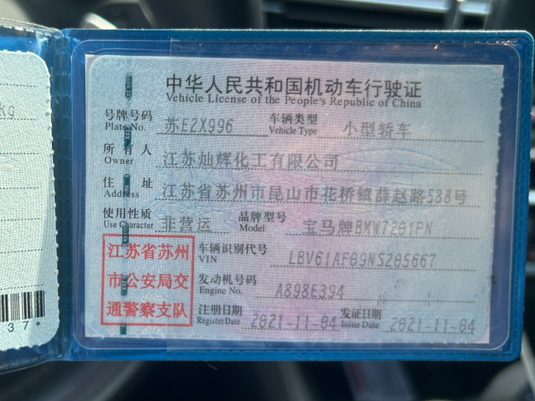 kg
37*
中华人民共和国机动车行驶证
Vehicle License of the People's Republic of China
号牌号码 苏E2X996 车辆类型 小型轿车
Plate No. Vehicle Type
所有人 江苏灿辉化工有限公司
Owner
住址 江苏省苏州市昆山市花桥镇薛赵路538号
Address
使用性质 非营运 品牌型号 宝马牌BMW7201PN
Use Character Model
江苏省苏州
市公安局交
通警察支队
车辆识别代号 LBV61AF09NS205667
VIN
发动机号码 A898E394
Engine No.
注册日期 2021-11-04 发证日期 2021-11-04
Register Date Issue Date